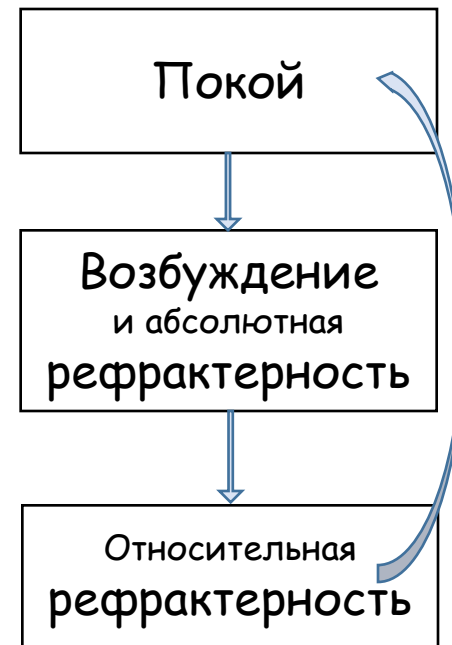 Покой
Возбуждение
и абсолютная
рефрактерность
Относительная
рефрактерность